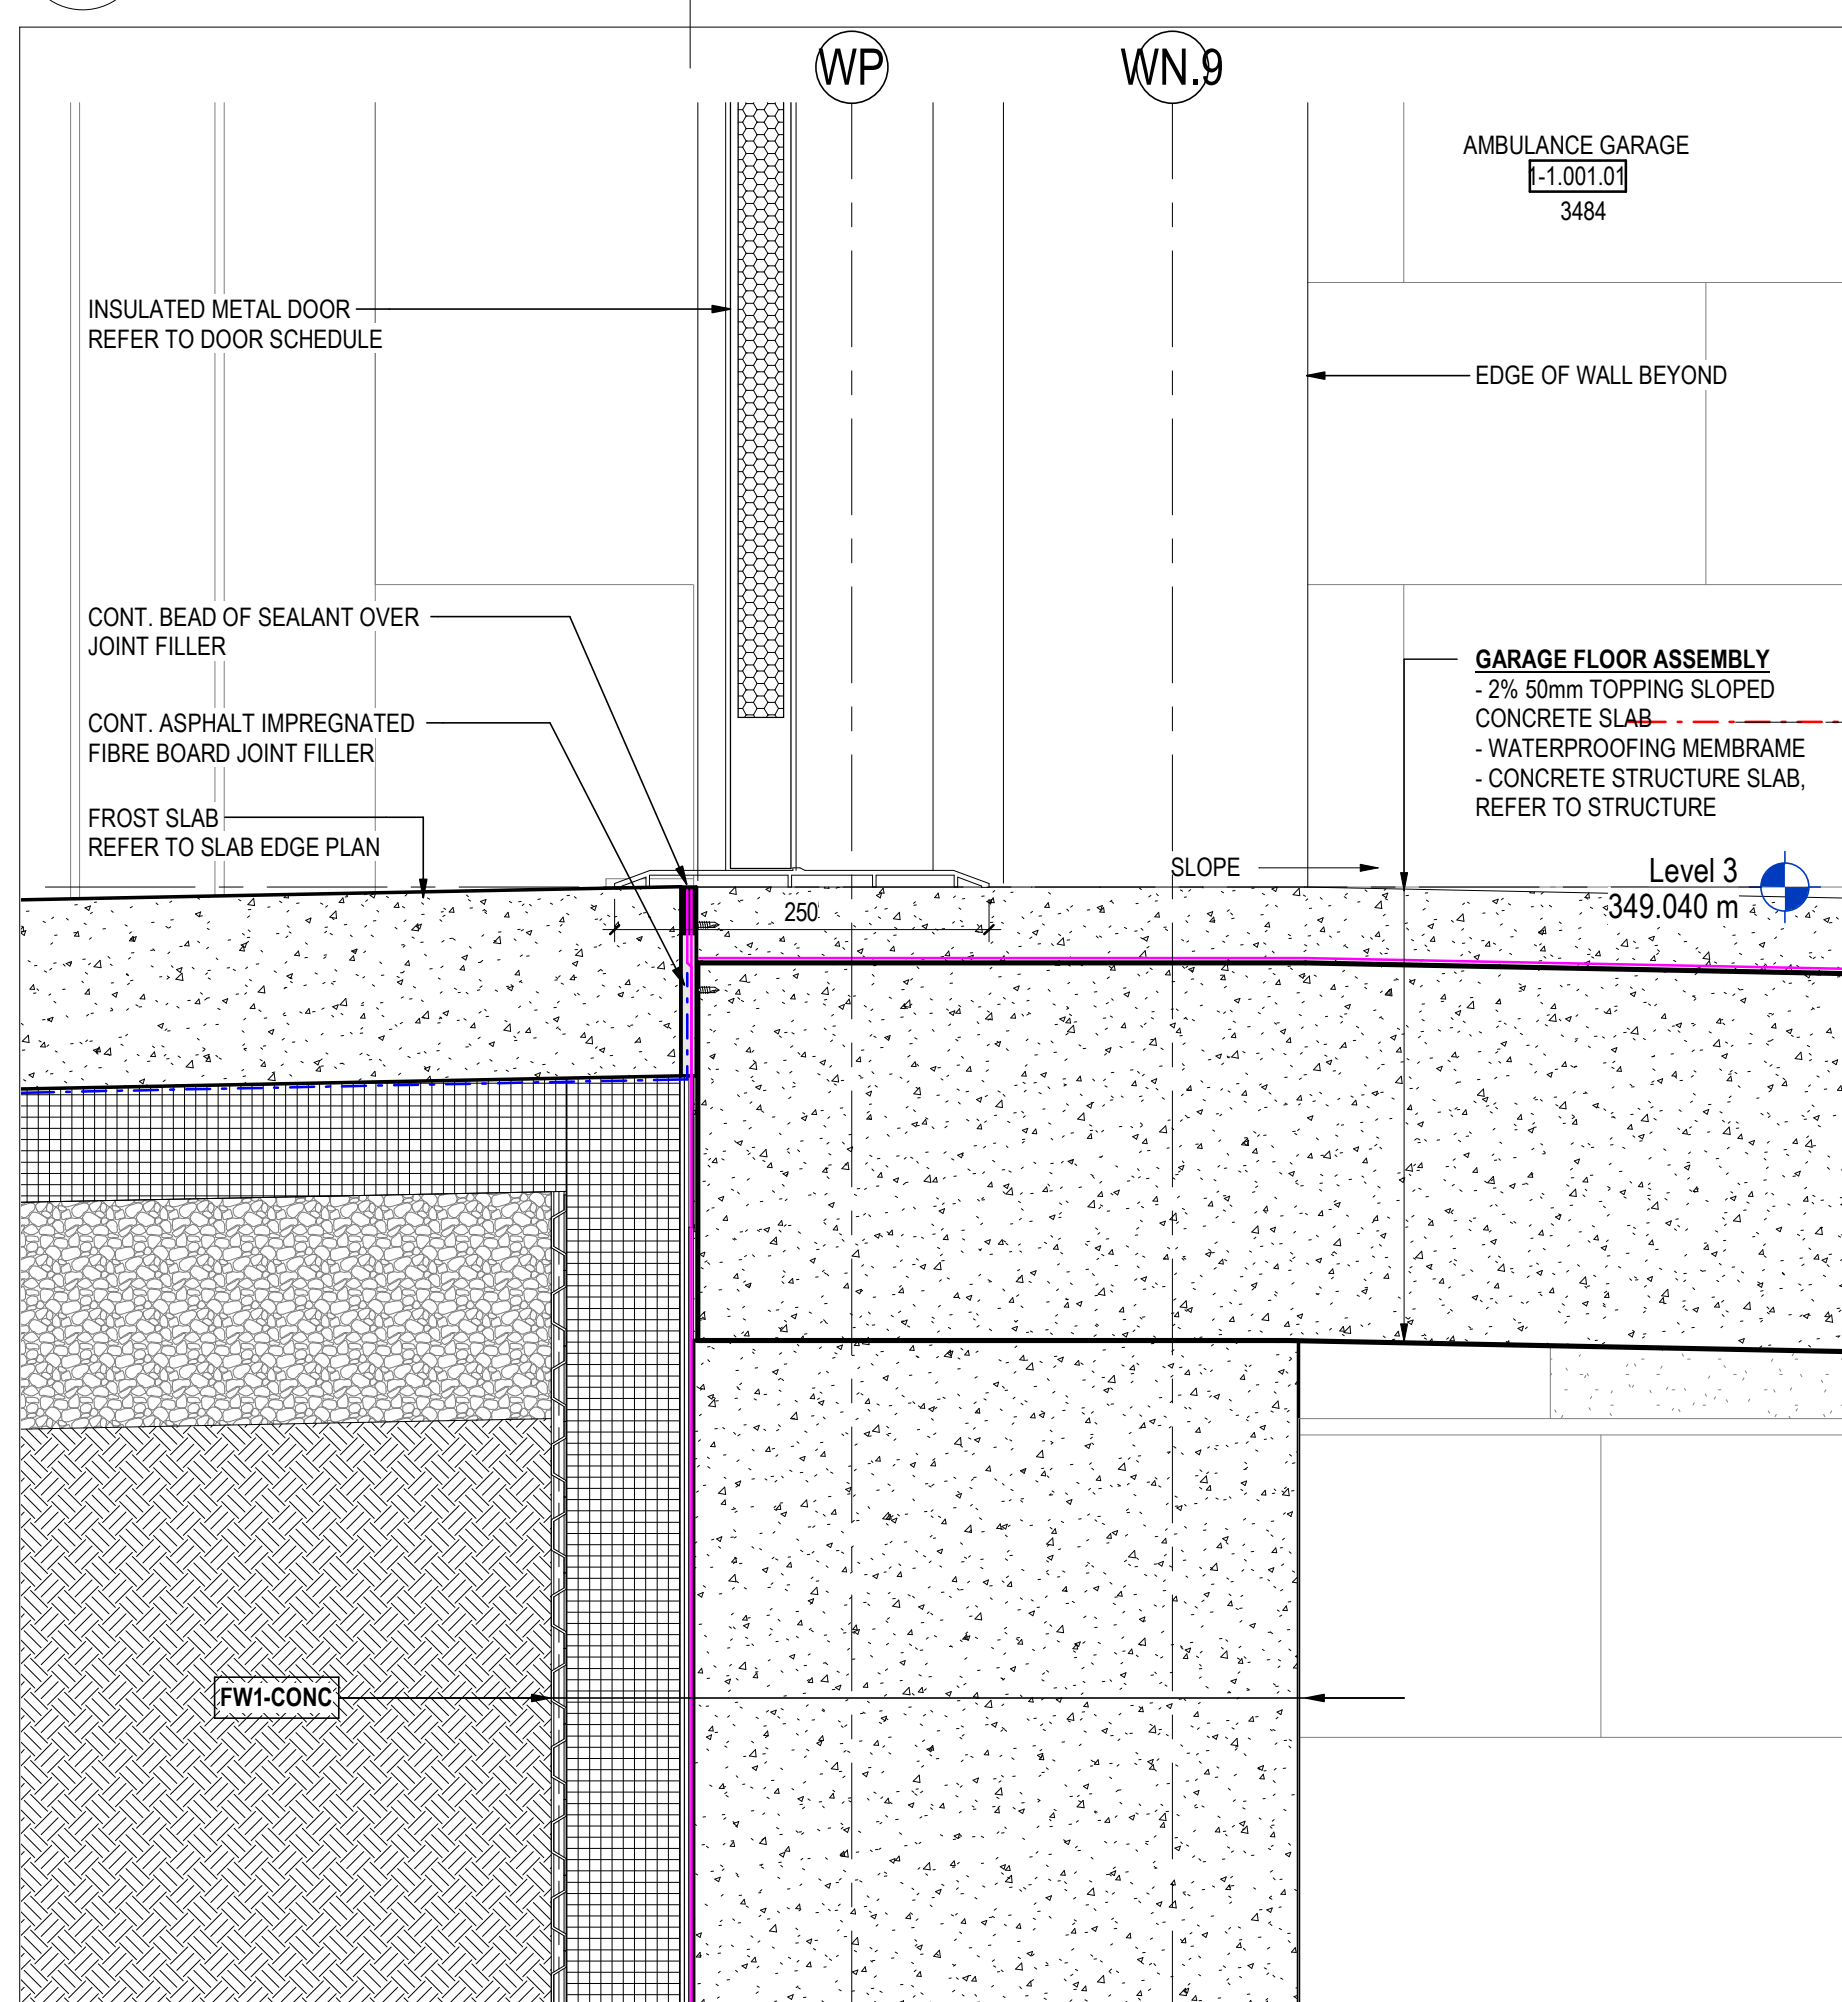 WP
WN.9
AMBULANCE GARAGE
1-1.001.01
3484
INSULATED METAL DOOR
REFER TO DOOR SCHEDULE
EDGE OF WALL BEYOND
CONT. BEAD OF SEALANT OVER
JOINT FILLER
CONT. ASPHALT IMPREGNATED
FIBRE BOARD JOINT FILLER
FROST SLAB
REFER TO SLAB EDGE PLAN
GARAGE FLOOR ASSEMBLY
- 2% 50mm TOPPING SLOPED
CONCRETE SLAB
- WATERPROOFING MEMBRAME
- CONCRETE STRUCTURE SLAB,
REFER TO STRUCTURE
SLOPE
Level 3
349.040 m
250
FW1-CONC